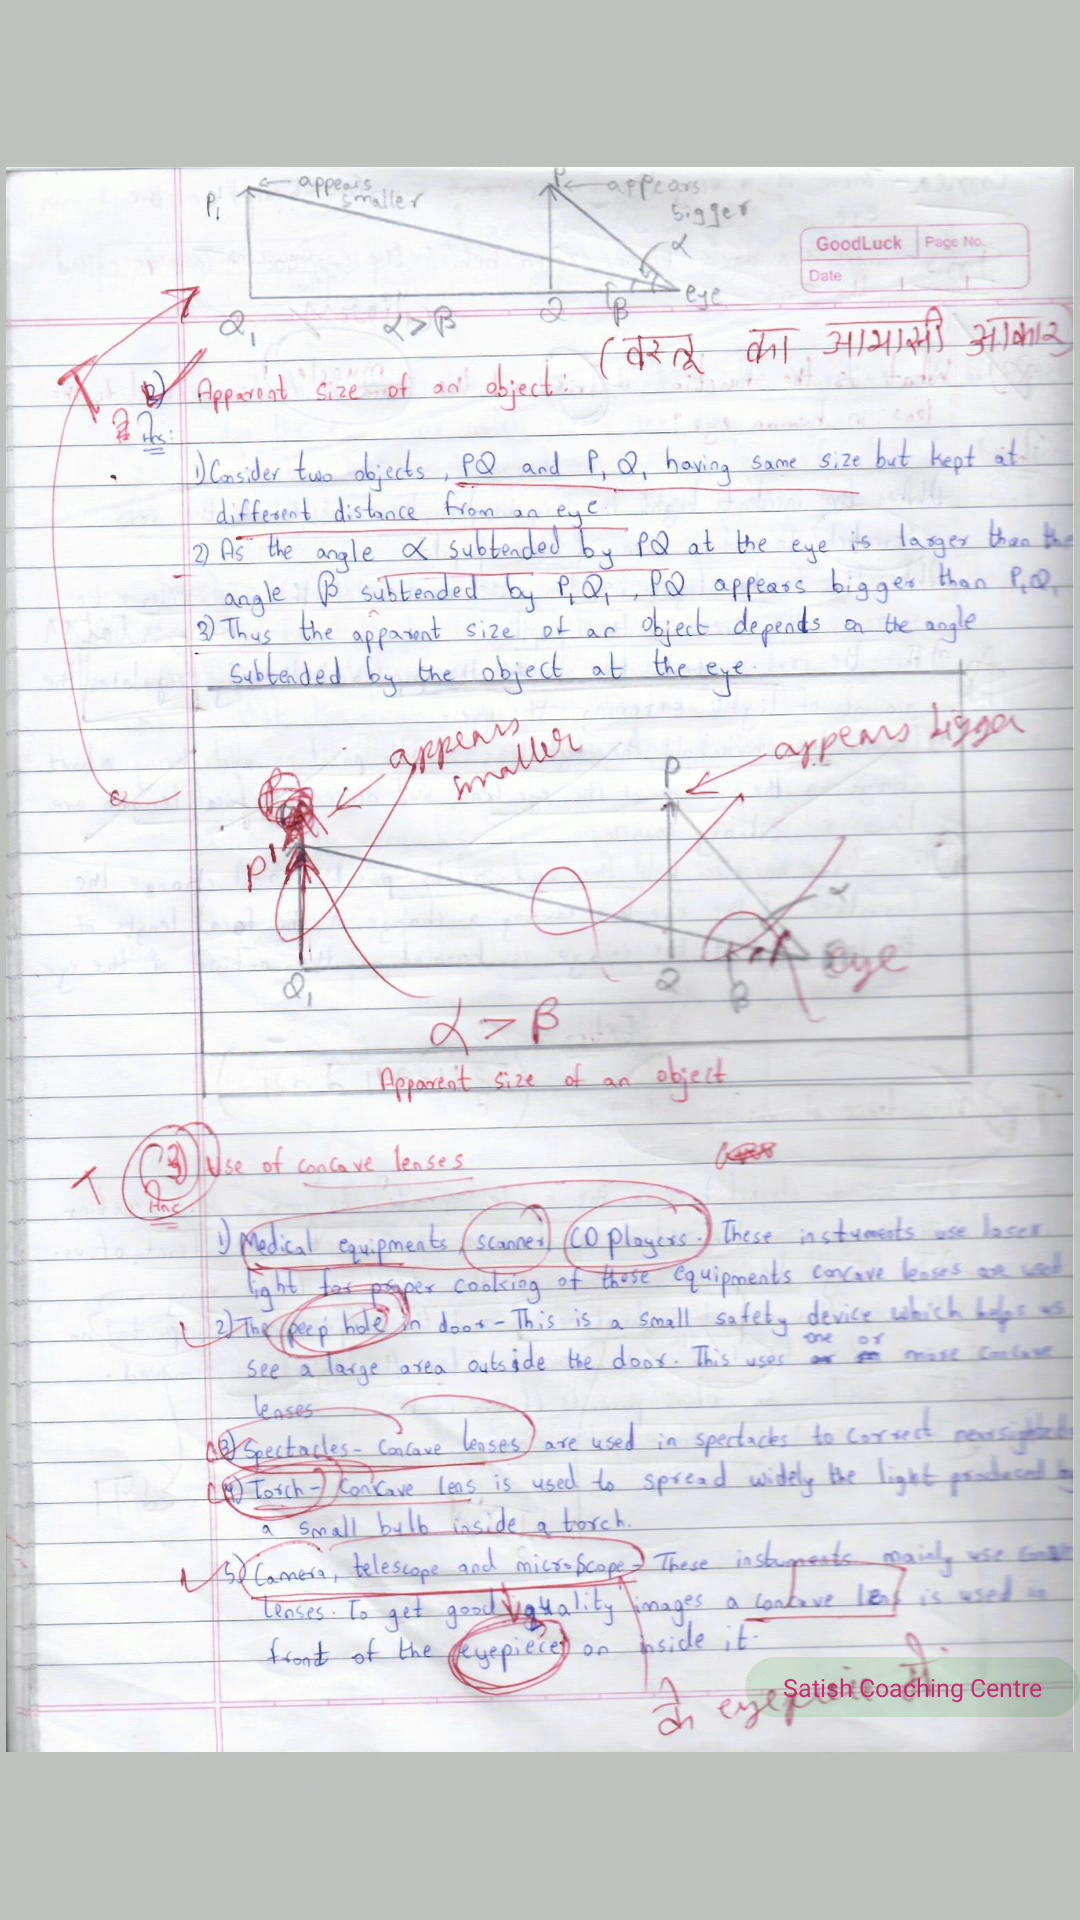 P₁ ← appears smaller
P ← appears bigger
α
GoodLuck Page No.
Date
Q₁ α > β Q β eye
(वस्तू का आभासी आकार
2) Apparent size of an object:
Ans:
1) Consider two objects, PQ and P₁Q₁ having same size but kept at
different distance from an eye.
2) As the angle α subtended by PQ at the eye is larger than the
angle β subtended by P₁Q₁, PQ appears bigger than P₁Q₁
3) Thus the apparent size of an object depends on the angle
subtended by the object at the eye.
appears smaller
appears bigger
P
P'
α
Q₁ Q β eye
α > β
Apparent size of an object
3) Use of concave lenses
Ans
1) Medical equipments, scanner, CD players. These instuments use laser
light for proper cooking of those equipments concave lenses are used
2) The peep hole in door - This is a small safety device which helps us
see a large area outside the door. This uses one or more concave
lenses
3) Spectacles - Concave lenses are used in spectacles to correct nearsighted
4) Torch - Concave lens is used to spread widely the light produced by
a small bulb inside a torch.
5) Camera, telescope and microscope - These instuments mainly use
lenses. To get good quality images a concave lens is used in
front of the eyepiece on inside it.
के eyepiece में
Satish Coaching Centre